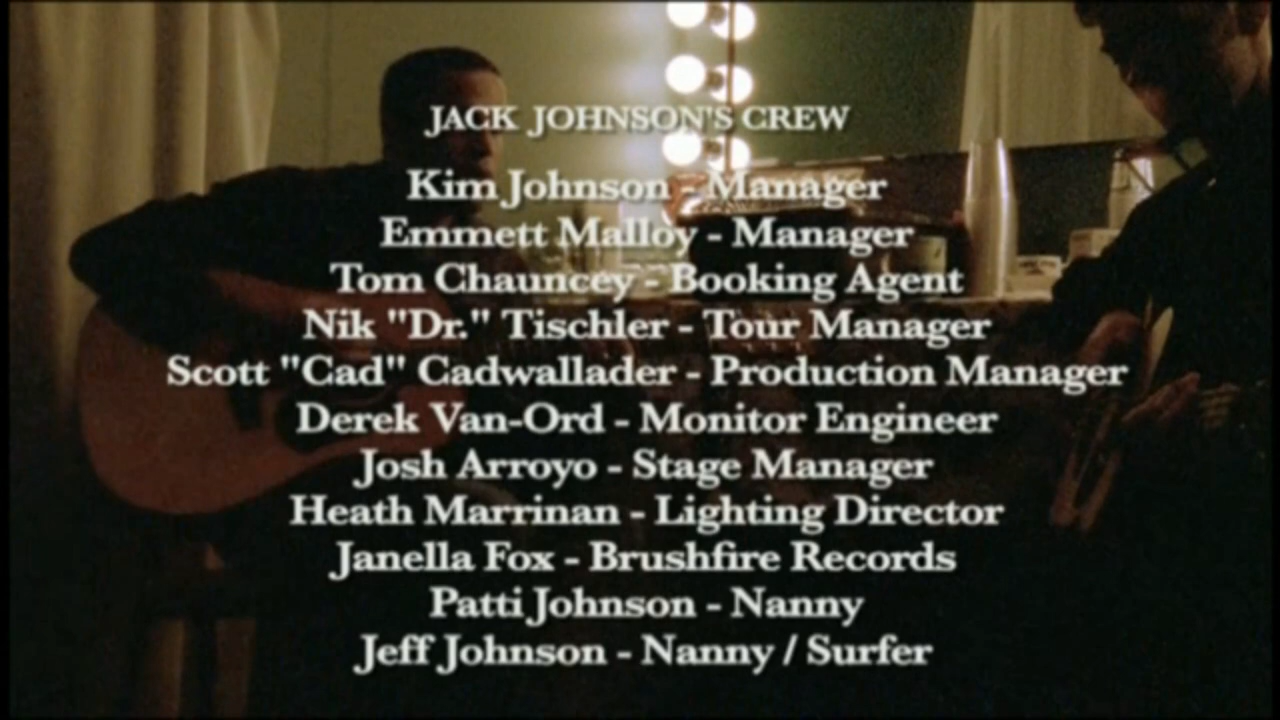 JACK JOHNSON'S CREW
Kim Johnson - Manager
Emmett Malloy - Manager
Tom Chauncey - Booking Agent
Nik "Dr." Tischler - Tour Manager
Scott "Cad" Cadwallader - Production Manager
Derek Van-Ord - Monitor Engineer
Josh Arroyo - Stage Manager
Heath Marrinan - Lighting Director
Janella Fox - Brushfire Records
Patti Johnson - Nanny
Jeff Johnson - Nanny / Surfer